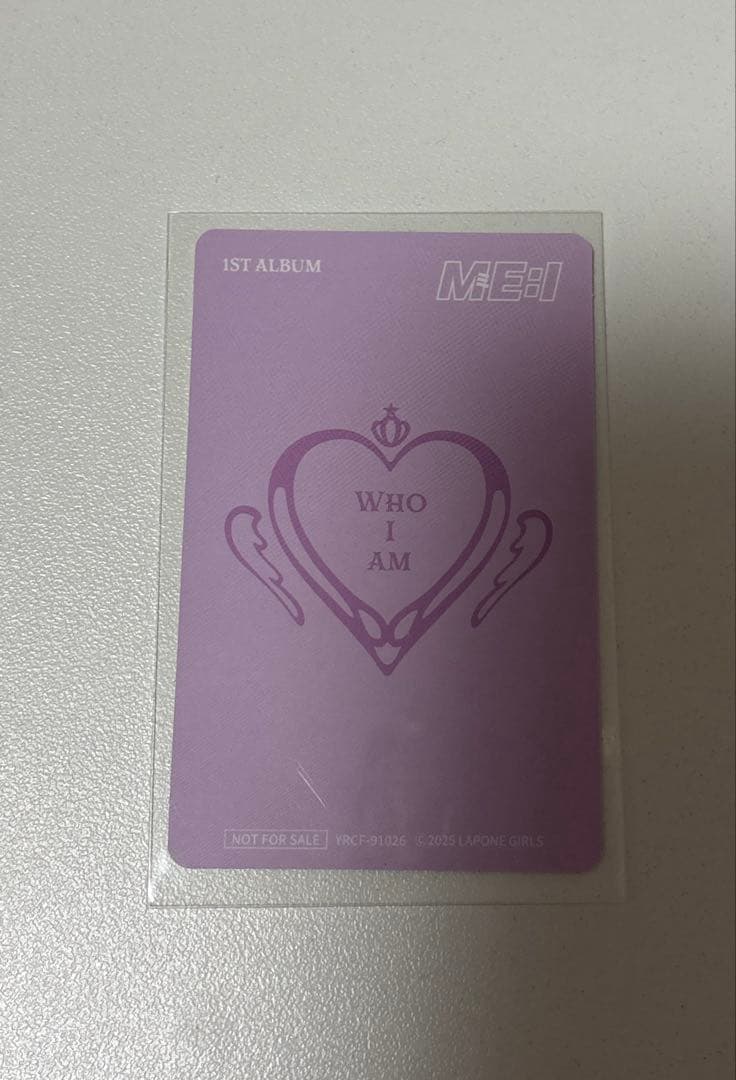 1ST ALBUM
ME:I
WHO
I
AM
NOT FOR SALE YRCF-91026 © 2025 LAPONE GIRLS